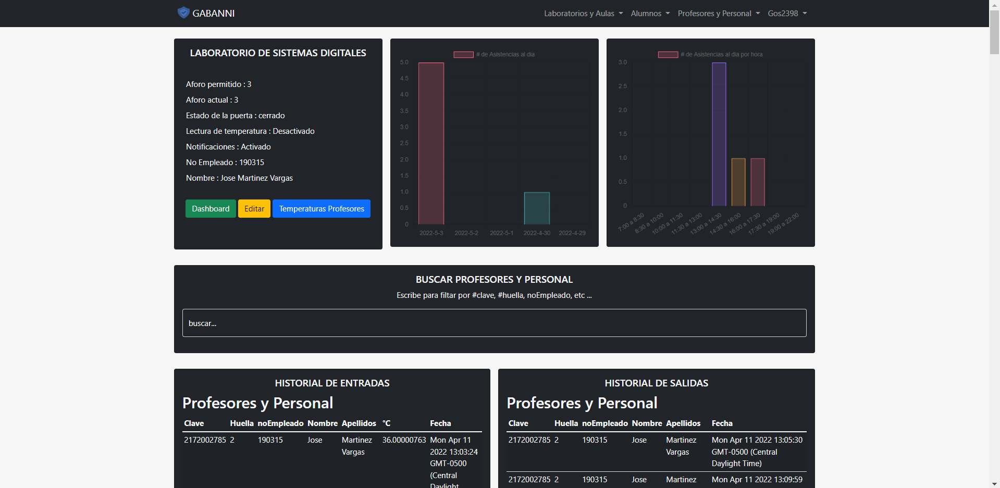 GABANNI
Laboratorios y Aulas
Alumnos
Profesores y Personal
Gos2398
LABORATORIO DE SISTEMAS DIGITALES
Aforo permitido : 3
Aforo actual : 3
Estado de la puerta : cerrado
Lectura de temperatura : Desactivado
Notificaciones : Activado
No Empleado : 190315
Nombre : Jose Martinez Vargas
Dashboard
Editar
Temperaturas Profesores
# de Asistencias al dia
5.0
4.5
4.0
3.5
3.0
2.5
2.0
1.5
1.0
0.5
0
2022-5-3 2022-5-2 2022-5-1 2022-4-30 2022-4-29
# de Asistencias al dia por hora
3.0
2.5
2.0
1.5
1.0
0.5
0
7:00 a 8:30
8:30 a 10:00
10:00 a 11:30
11:30 a 13:00
13:00 a 14:30
14:30 a 16:00
16:00 a 17:30
17:30 a 19:00
19:00 a 22:00
BUSCAR PROFESORES Y PERSONAL
Escribe para filtar por #clave, #huella, noEmpleado, etc ...
buscar...
HISTORIAL DE ENTRADAS
Profesores y Personal
Clave Huella noEmpleado Nombre Apellidos °C Fecha
2172002785 2 190315 Jose Martinez 36.00000763 Mon Apr 11
Vargas 2022 13:03:24
GMT-0500
(Central
Daylight
HISTORIAL DE SALIDAS
Profesores y Personal
Clave Huella noEmpleado Nombre Apellidos Fecha
2172002785 2 190315 Jose Martinez Mon Apr 11 2022 13:05:30
Vargas GMT-0500 (Central
Daylight Time)
2172002785 2 190315 Jose Martinez Mon Apr 11 2022 13:09:59